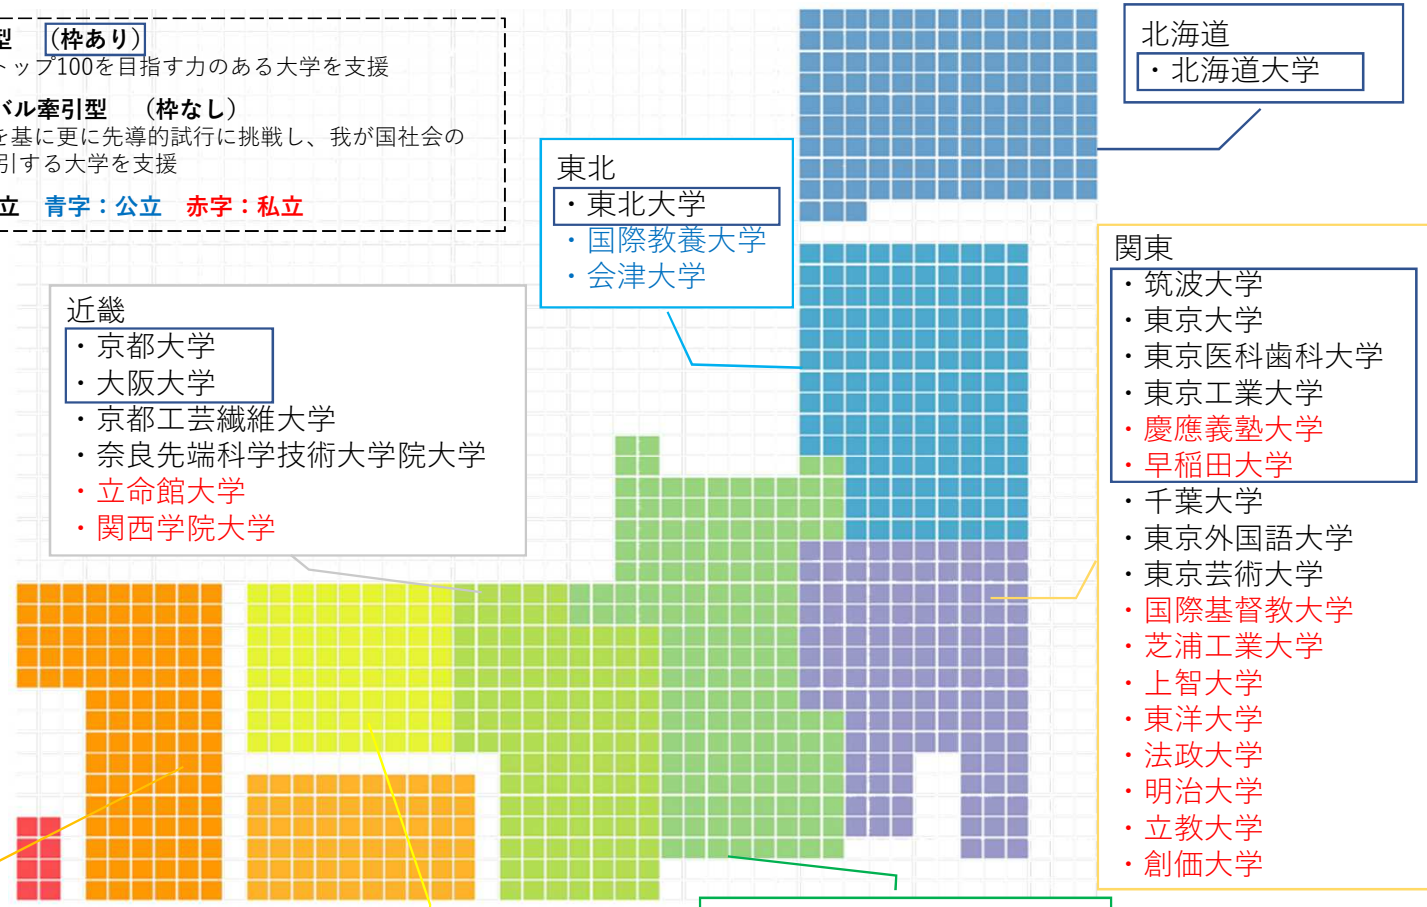 型 （枠あり）
トップ100を目指す力のある大学を支援
バル牽引型 （枠なし）
を基に更に先導的試行に挑戦し、我が国社会の
引する大学を支援
立 青字：公立 赤字：私立
北海道
・北海道大学
東北
・東北大学
・国際教養大学
・会津大学
関東
・筑波大学
・東京大学
・東京医科歯科大学
・東京工業大学
・慶應義塾大学
・早稲田大学
・千葉大学
・東京外国語大学
・東京芸術大学
・国際基督教大学
・芝浦工業大学
・上智大学
・東洋大学
・法政大学
・明治大学
・立教大学
・創価大学
近畿
・京都大学
・大阪大学
・京都工芸繊維大学
・奈良先端科学技術大学院大学
・立命館大学
・関西学院大学